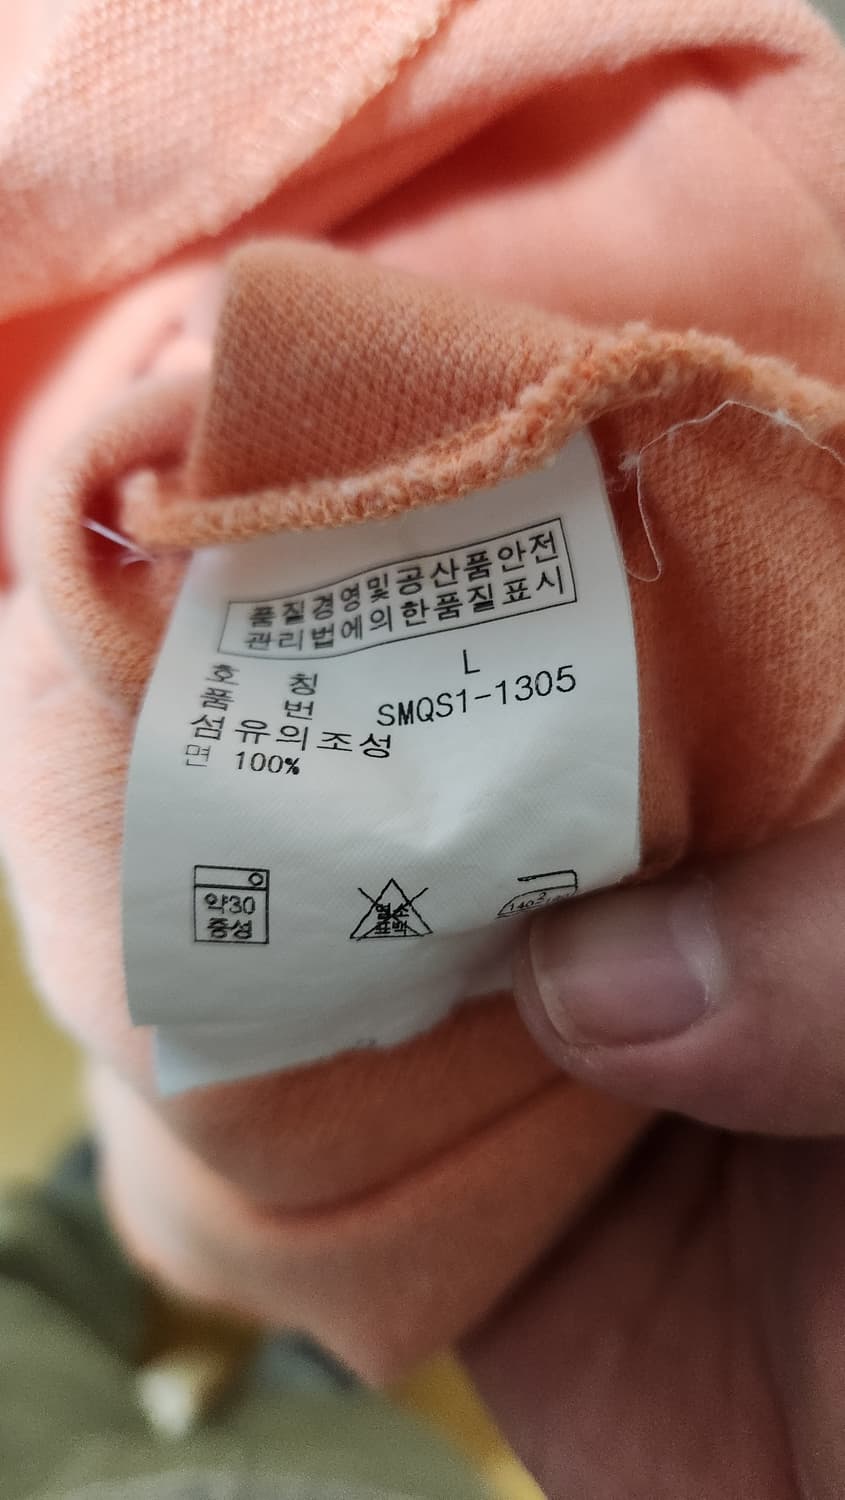 품질경영및공산품안전
관리법에의한품질표시
호 칭 L
품 번 SMQS1-1305
섬유의조성
면 100%
약30
중성
염소
표백